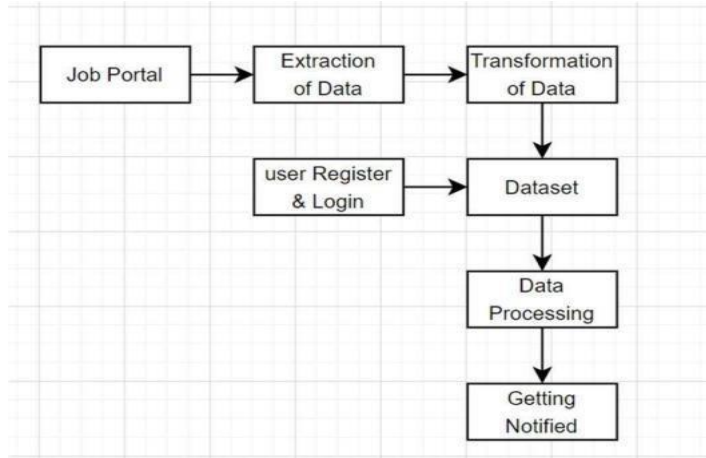 Job Portal
Extraction
of Data
Transformation
of Data
user Register
& Login
Dataset
Data
Processing
Getting
Notified